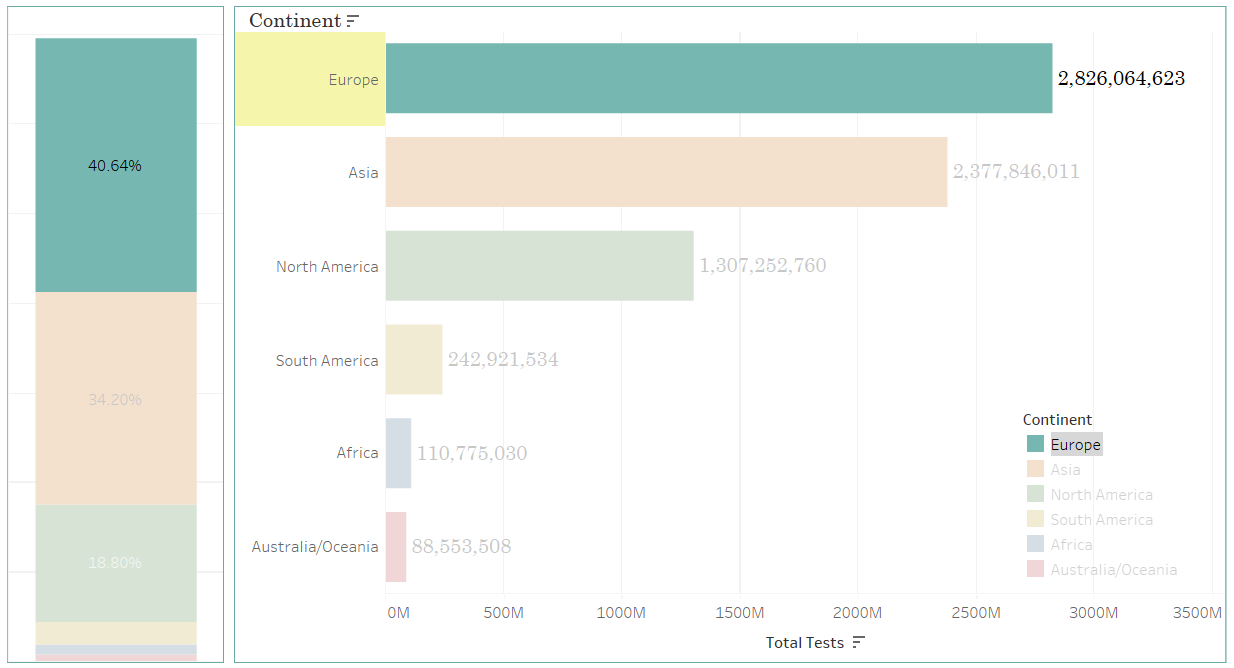 40.64%
34.20%
18.80%
Continent
Europe 2,826,064,623
Asia 2,377,846,011
North America 1,307,252,760
South America 242,921,534
Africa 110,775,030
Australia/Oceania 88,553,508
0M 500M 1000M 1500M 2000M 2500M 3000M 3500M
Total Tests
Continent
Europe
Asia
North America
South America
Africa
Australia/Oceania